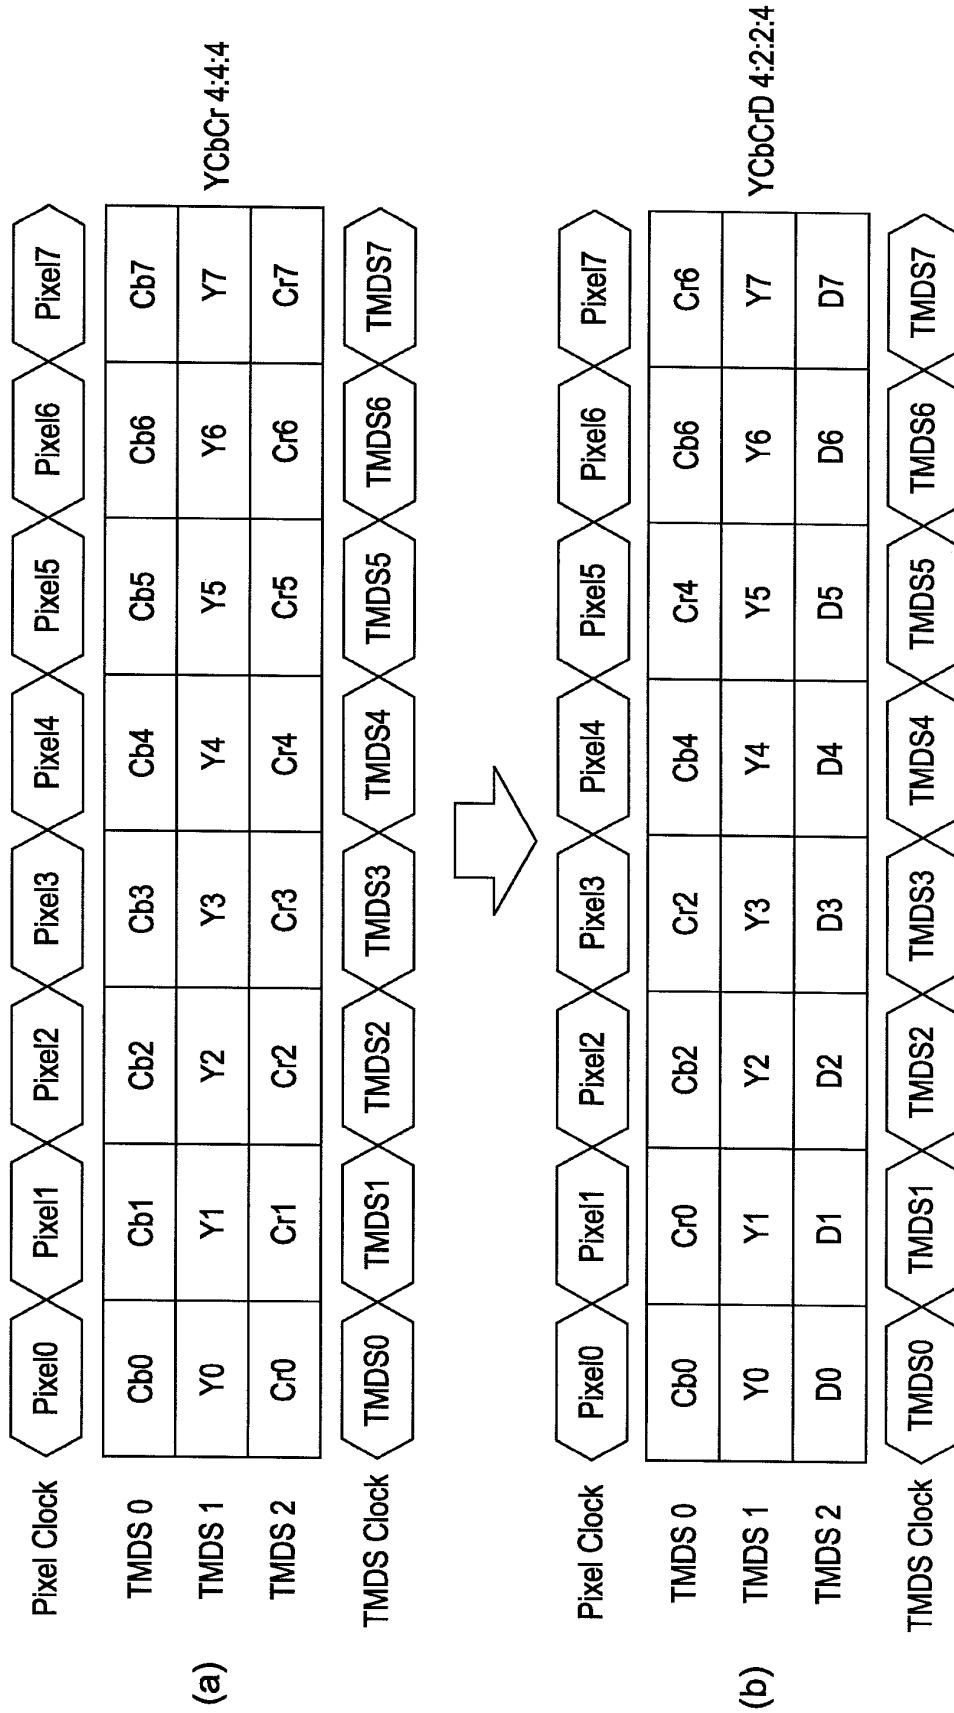 (a)
Pixel Clock Pixel0 Pixel1 Pixel2 Pixel3 Pixel4 Pixel5 Pixel6 Pixel7
TMDS 0 Cb0 Cb1 Cb2 Cb3 Cb4 Cb5 Cb6 Cb7
TMDS 1 Y0 Y1 Y2 Y3 Y4 Y5 Y6 Y7 YCbCr 4:4:4
TMDS 2 Cr0 Cr1 Cr2 Cr3 Cr4 Cr5 Cr6 Cr7
TMDS Clock TMDS0 TMDS1 TMDS2 TMDS3 TMDS4 TMDS5 TMDS6 TMDS7
(b)
Pixel Clock Pixel0 Pixel1 Pixel2 Pixel3 Pixel4 Pixel5 Pixel6 Pixel7
TMDS 0 Cb0 Cr0 Cb2 Cr2 Cb4 Cr4 Cb6 Cr6
TMDS 1 Y0 Y1 Y2 Y3 Y4 Y5 Y6 Y7 YCbCrD 4:2:2:4
TMDS 2 D0 D1 D2 D3 D4 D5 D6 D7
TMDS Clock TMDS0 TMDS1 TMDS2 TMDS3 TMDS4 TMDS5 TMDS6 TMDS7